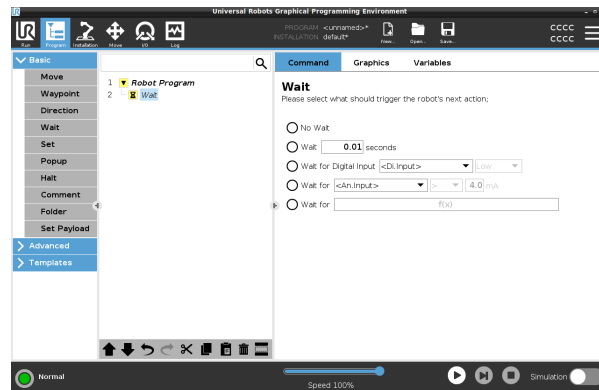 Universal Robots Graphical Programming Environment
UR
Run
Program
Installation
Move
I/O
Log
PROGRAM <unnamed>*
INSTALLATION default*
New...
Open...
Save...
CCCC
CCCC
Basic
Move
Waypoint
Direction
Wait
Set
Popup
Halt
Comment
Folder
Set Payload
Advanced
Templates
1 Robot Program
2 Wait
Command Graphics Variables
Wait
Please select what should trigger the robot's next action;
No Wait
Wait 0.01 seconds
Wait for Digital Input <Di.Input> Low
Wait for <An.Input> > 4.0 mA
Wait for f(x)
Normal
Speed 100%
Simulation